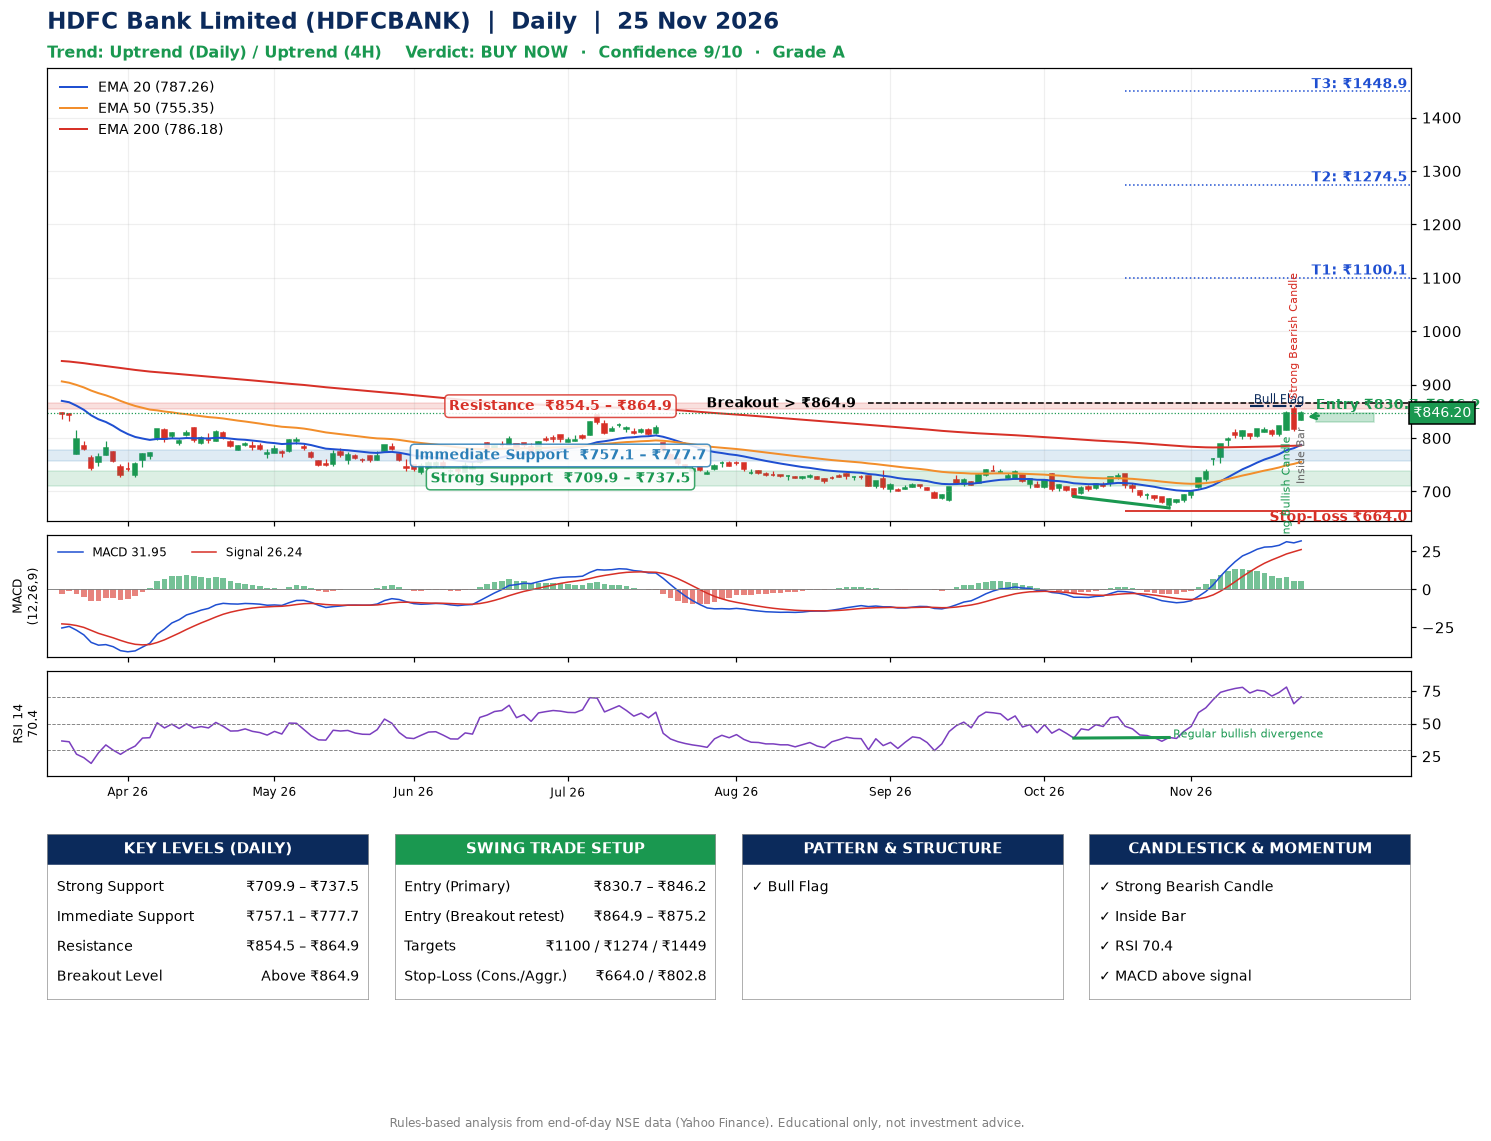 HDFC Bank Limited (HDFCBANK) | Daily | 25 Nov 2026
Trend: Uptrend (Daily) / Uptrend (4H) Verdict: BUY NOW · Confidence 9/10 · Grade A
EMA 20 (787.26)
EMA 50 (755.35)
EMA 200 (786.18)
T3: ₹1448.9
T2: ₹1274.5
T1: ₹1100.1
1400
1300
1200
1100
1000
900
800
700
Strong Bearish Candle
Bull Flag
Inside Bar
Bullish Candle
Resistance ₹854.5 – ₹864.9
Breakout > ₹864.9
Entry ₹830.7
₹846.20
Immediate Support ₹757.1 – ₹777.7
Strong Support ₹709.9 – ₹737.5
Stop-Loss ₹664.0
MACD 31.95
Signal 26.24
MACD
(12,26,9)
25
0
−25
RSI 14
70.4
75
50
25
Regular bullish divergence
Apr 26
May 26
Jun 26
Jul 26
Aug 26
Sep 26
Oct 26
Nov 26
KEY LEVELS (DAILY)
Strong Support ₹709.9 – ₹737.5
Immediate Support ₹757.1 – ₹777.7
Resistance ₹854.5 – ₹864.9
Breakout Level Above ₹864.9
SWING TRADE SETUP
Entry (Primary) ₹830.7 – ₹846.2
Entry (Breakout retest) ₹864.9 – ₹875.2
Targets ₹1100 / ₹1274 / ₹1449
Stop-Loss (Cons./Aggr.) ₹664.0 / ₹802.8
PATTERN & STRUCTURE
✓ Bull Flag
CANDLESTICK & MOMENTUM
✓ Strong Bearish Candle
✓ Inside Bar
✓ RSI 70.4
✓ MACD above signal
Rules-based analysis from end-of-day NSE data (Yahoo Finance). Educational only, not investment advice.